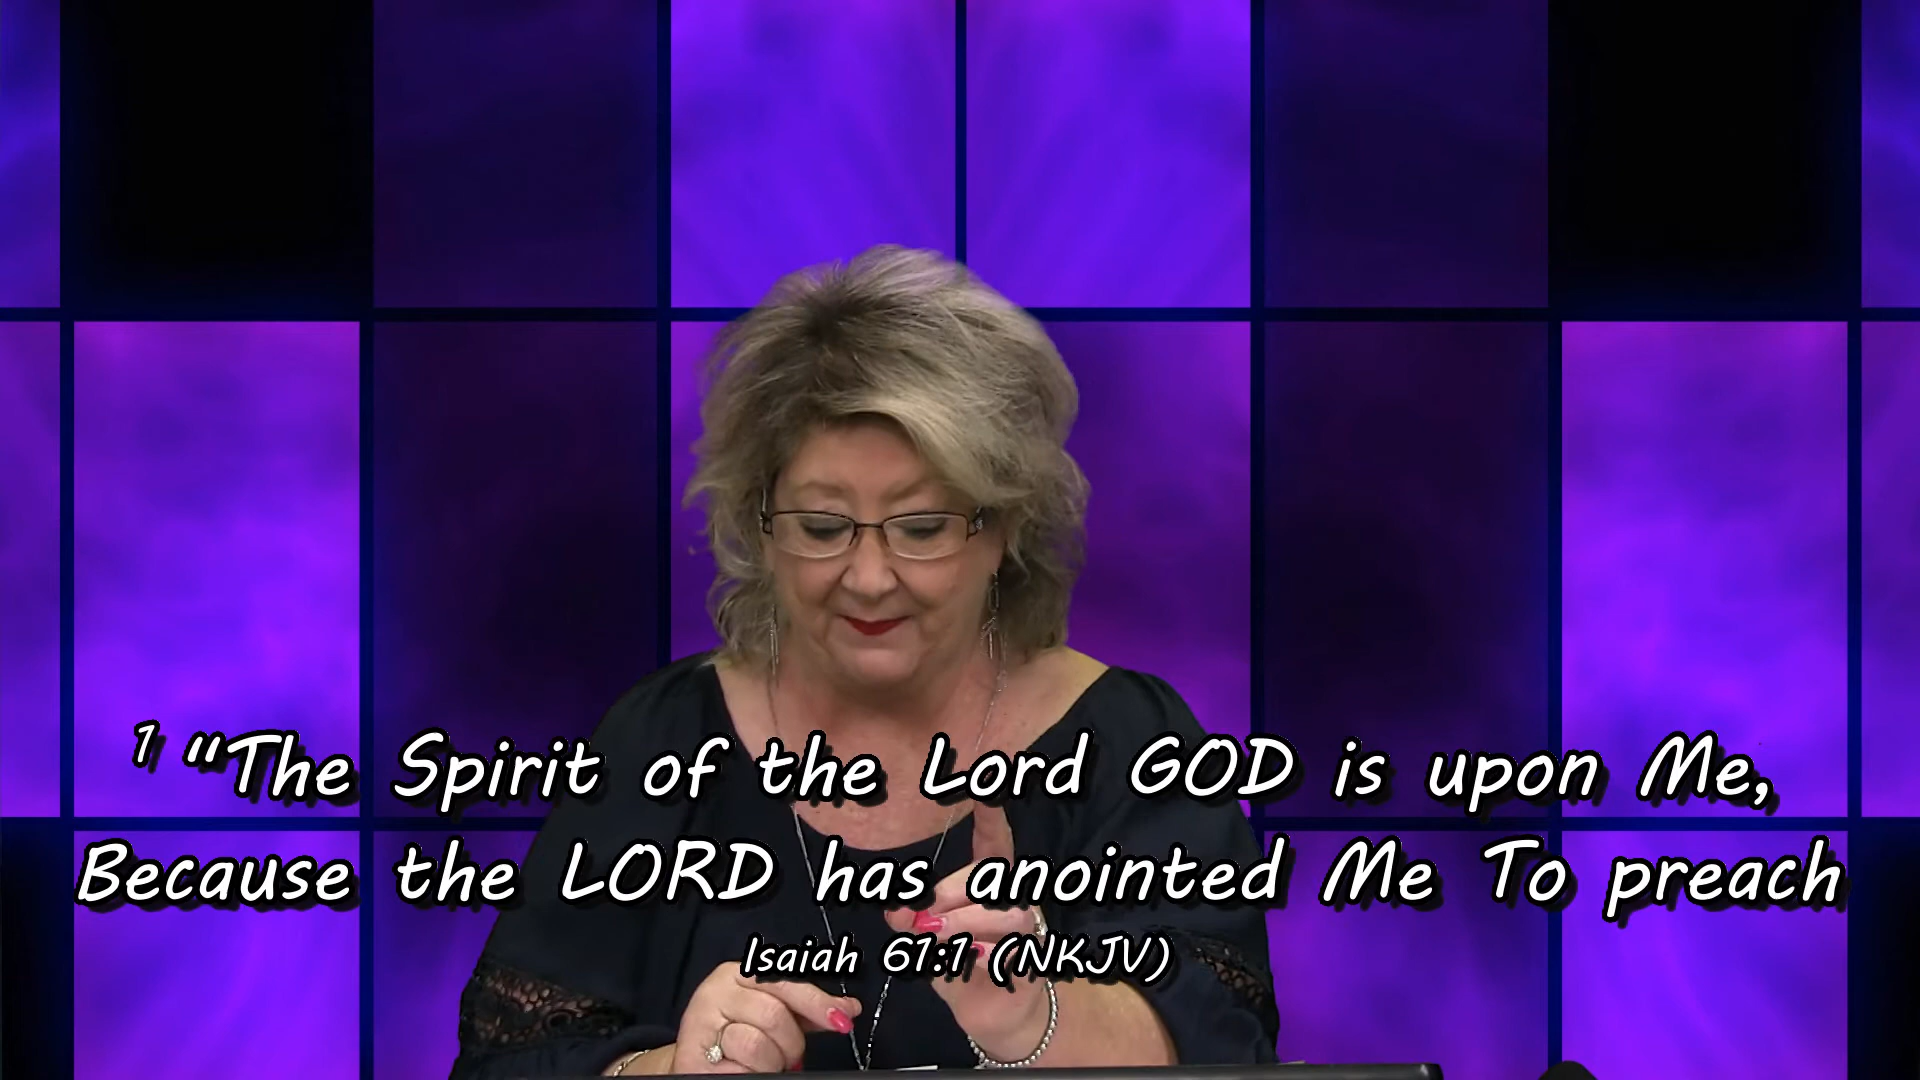 1 “The Spirit of the Lord GOD is upon Me,
Because the LORD has anointed Me To preach
Isaiah 61:1 (NKJV)